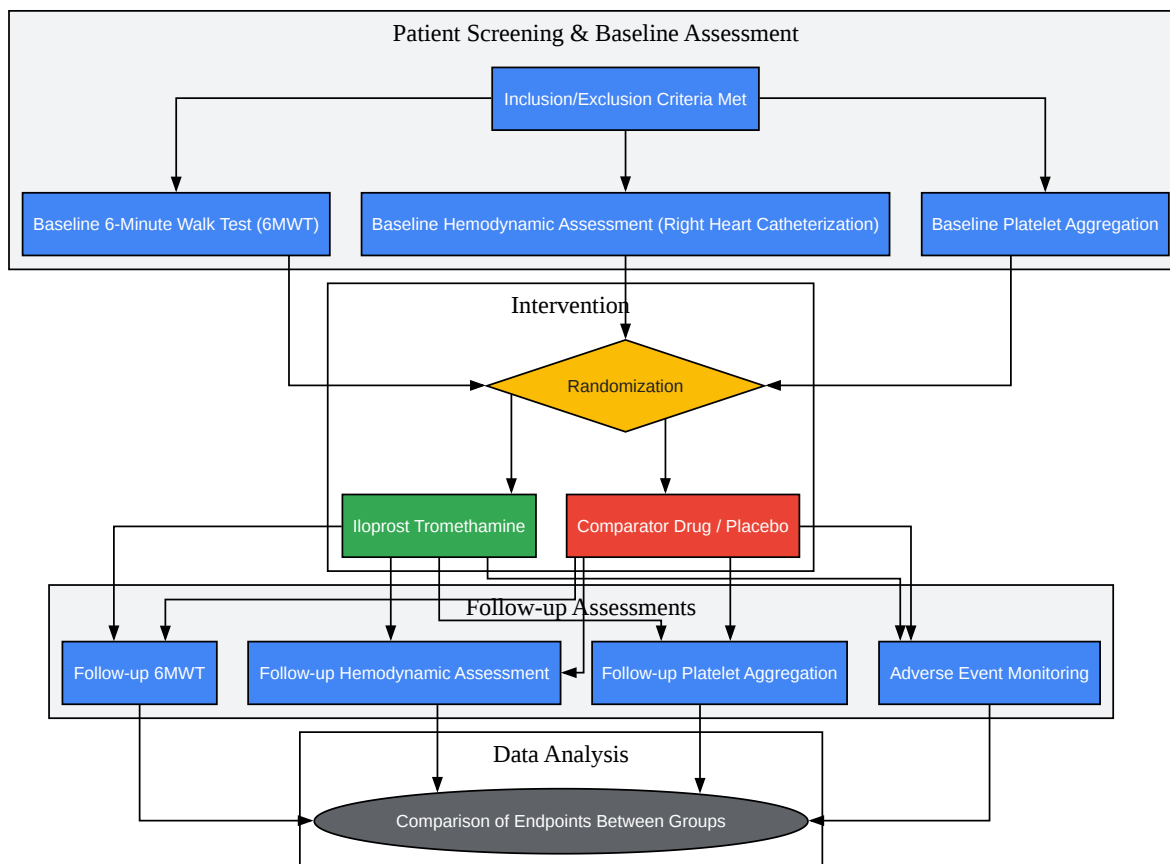 Patient Screening & Baseline Assessment
Inclusion/Exclusion Criteria Met
Baseline 6-Minute Walk Test (6MWT)
Baseline Hemodynamic Assessment (Right Heart Catheterization)
Baseline Platelet Aggregation
Intervention
Randomization
Iloprost Tromethamine
Comparator Drug / Placebo
Follow-up Assessments
Follow-up 6MWT
Follow-up Hemodynamic Assessment
Follow-up Platelet Aggregation
Adverse Event Monitoring
Data Analysis
Comparison of Endpoints Between Groups